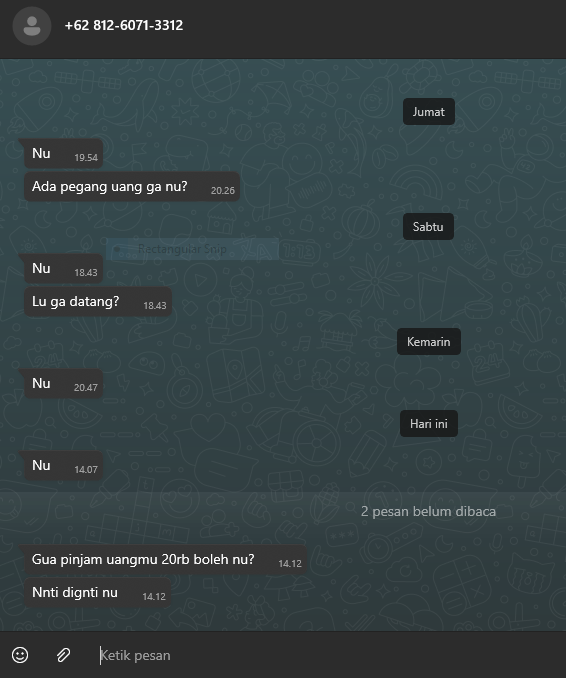 +62 812-6071-3312
Jumat
Nu 19.54
Ada pegang uang ga nu? 20.26
Sabtu
Rectangular Snip
Nu 18.43
Lu ga datang? 18.43
Kemarin
Nu 20.47
Hari ini
Nu 14.07
2 pesan belum dibaca
Gua pinjam uangmu 20rb boleh nu? 14.12
Nnti dignti nu 14.12
Ketik pesan